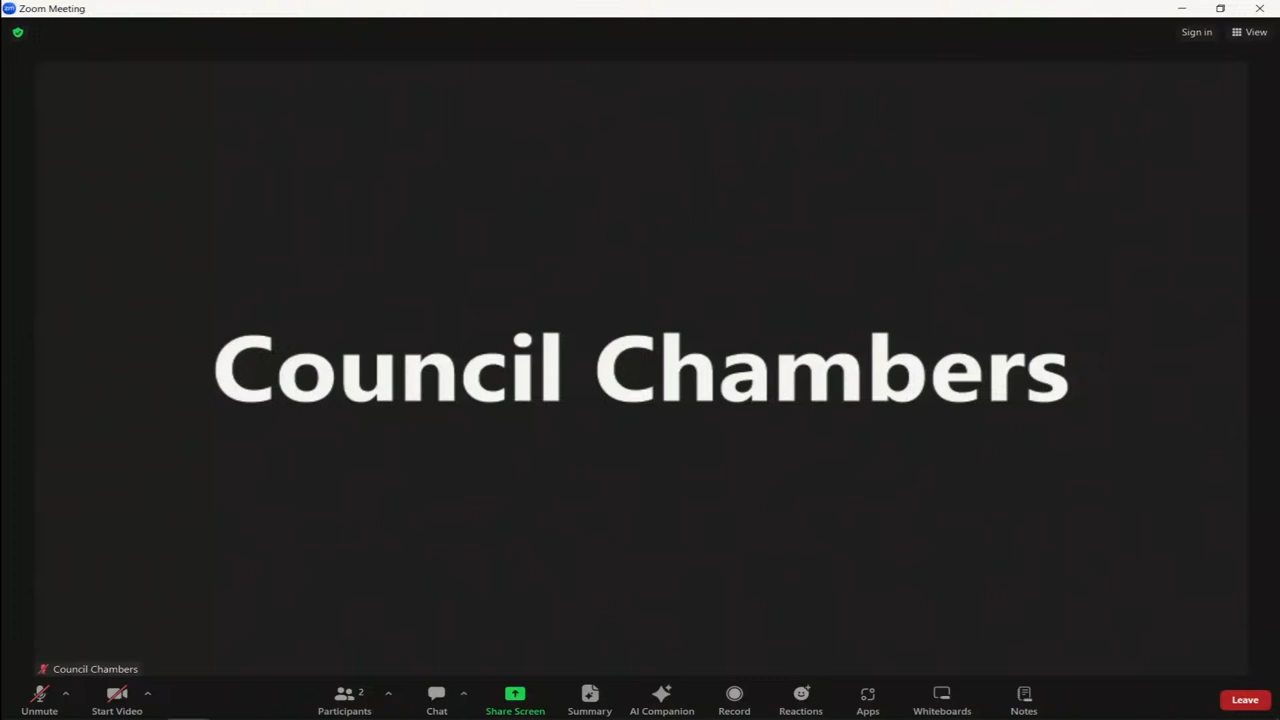 zm Zoom Meeting
Sign in View
Council Chambers
Council Chambers
Unmute Start Video Participants 2 Chat Share Screen Summary AI Companion Record Reactions Apps Whiteboards Notes Leave